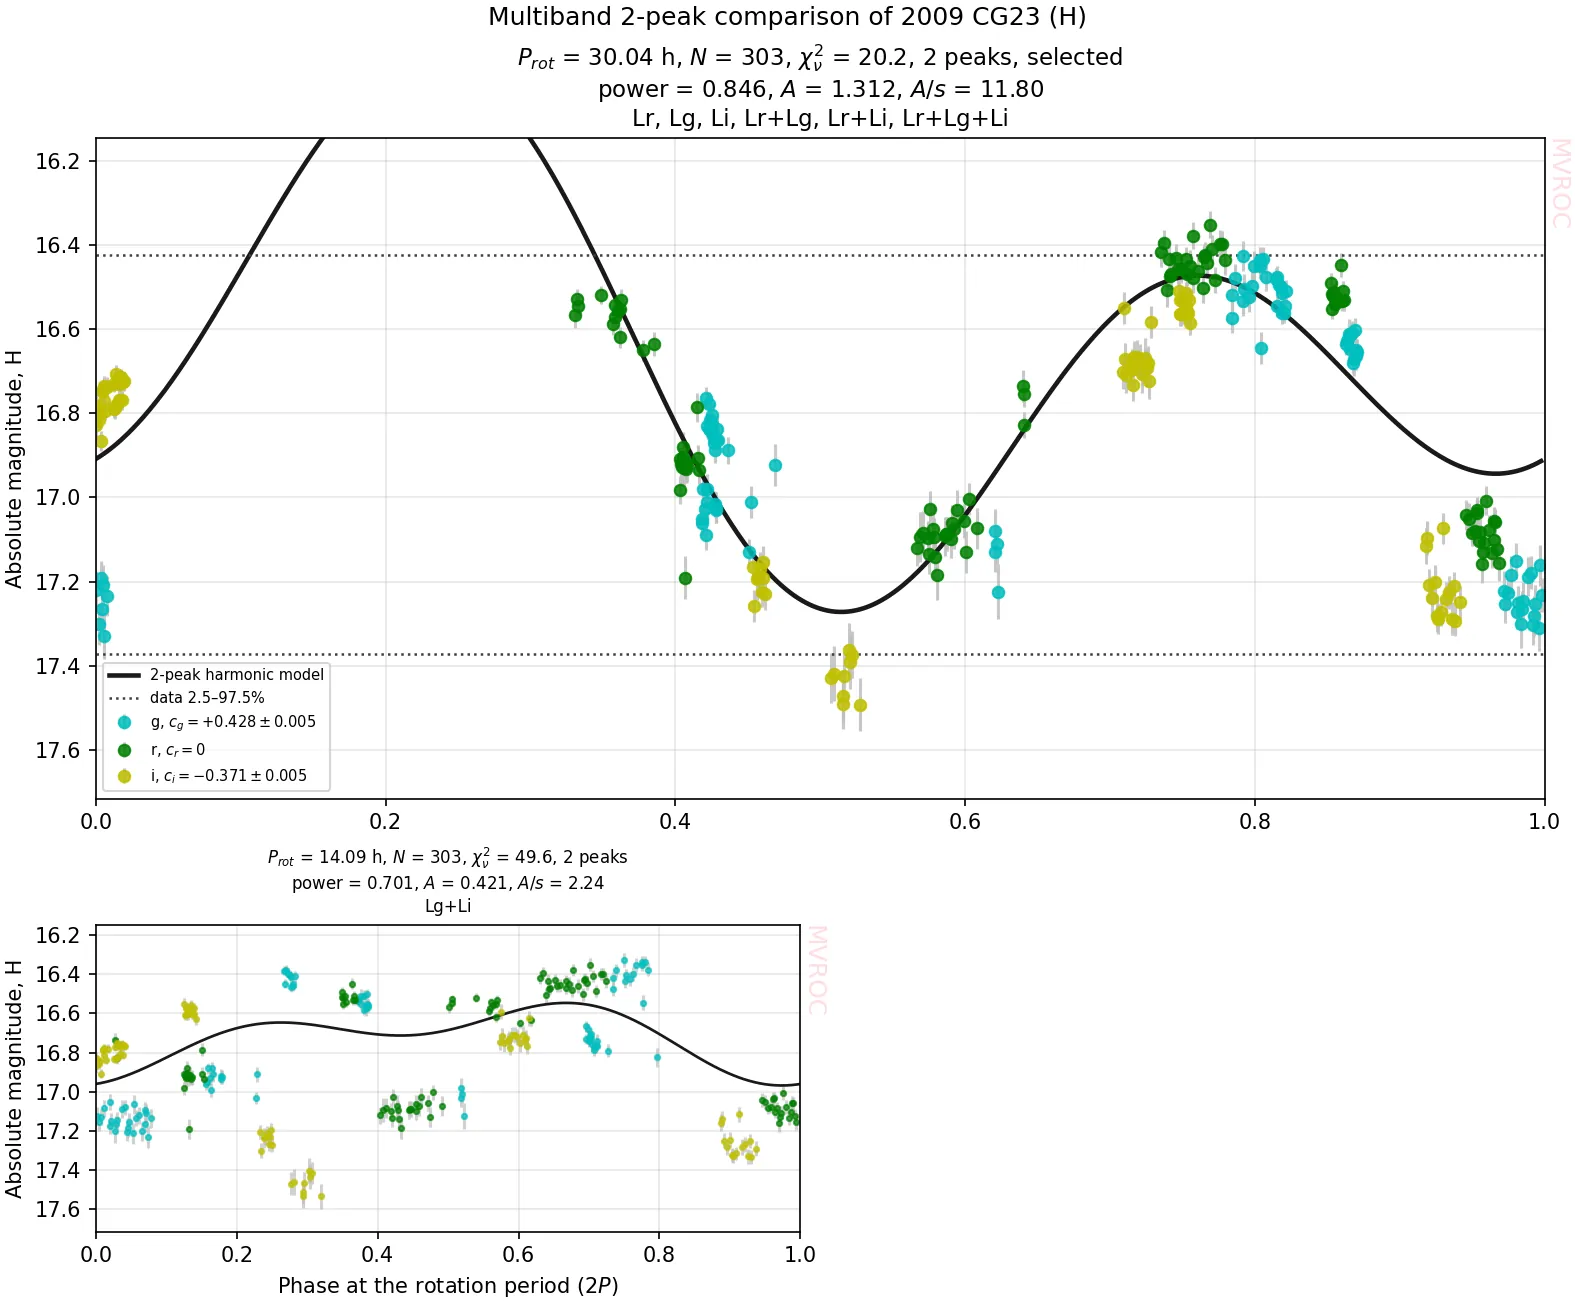 Multiband 2-peak comparison of 2009 CG23 (H)
P_rot = 30.04 h, N = 303, χ²_ν = 20.2, 2 peaks, selected
power = 0.846, A = 1.312, A/s = 11.80
Lr, Lg, Li, Lr+Lg, Lr+Li, Lr+Lg+Li
MVROC
Absolute magnitude, H
16.2
16.4
16.6
16.8
17.0
17.2
17.4
17.6
2-peak harmonic model
data 2.5–97.5%
g, c_g = +0.428 ± 0.005
r, c_r = 0
i, c_i = −0.371 ± 0.005
0.0 0.2 0.4 0.6 0.8 1.0
P_rot = 14.09 h, N = 303, χ²_ν = 49.6, 2 peaks
power = 0.701, A = 0.421, A/s = 2.24
Lg+Li
MVROC
Absolute magnitude, H
16.2
16.4
16.6
16.8
17.0
17.2
17.4
17.6
0.0 0.2 0.4 0.6 0.8 1.0
Phase at the rotation period (2P)